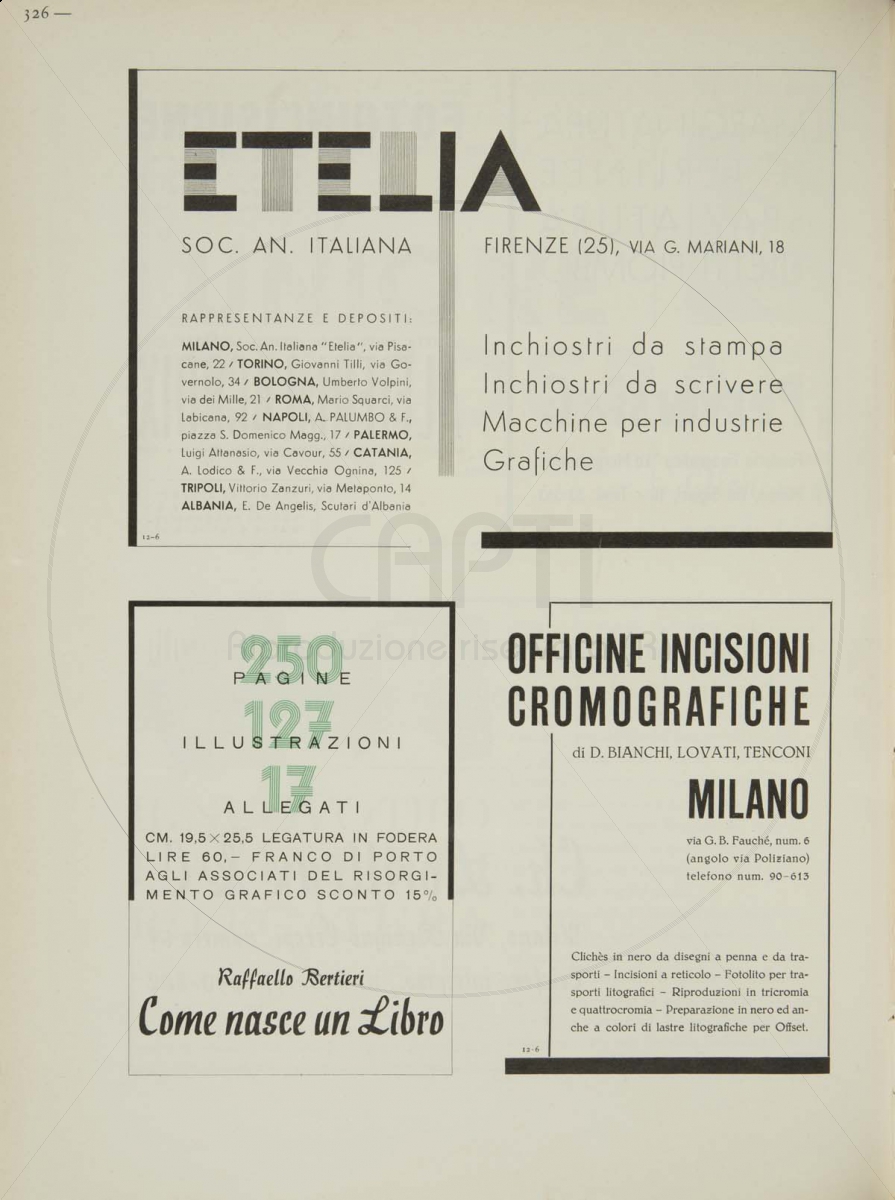 326 —
ETELIA
SOC. AN. ITALIANA
FIRENZE (25), VIA G. MARIANI, 18
RAPPRESENTANZE E DEPOSITI:
MILANO, Soc. An. Italiana "Etelia", via Pisa-
cane, 22 / TORINO, Giovanni Tilli, via Go-
vernolo, 34 / BOLOGNA, Umberto Volpini,
via dei Mille, 21 / ROMA, Mario Squarci, via
Labicana, 92 / NAPOLI, A. PALUMBO & F.,
piazza S. Domenico Magg., 17 / PALERMO,
Luigi Attanasio, via Cavour, 55 / CATANIA,
A. Lodico & F., via Vecchia Ognina, 125 /
TRIPOLI, Vittorio Zanzuri, via Metaponto, 14
ALBANIA, E. De Angelis, Scutari d'Albania
12-6
Inchiostri da stampa
Inchiostri da scrivere
Macchine per industrie
Grafiche
CAPTI
250
PAGINE
127
ILLUSTRAZIONI
17
ALLEGATI
CM. 19,5×25,5 LEGATURA IN FODERA
LIRE 60,- FRANCO DI PORTO
AGLI ASSOCIATI DEL RISORGI-
MENTO GRAFICO SCONTO 15%
Raffaello Bertieri
Come nasce un Libro
OFFICINE INCISIONI
CROMOGRAFICHE
di D. BIANCHI, LOVATI, TENCONI
MILANO
via G. B. Fauché, num. 6
(angolo via Poliziano)
telefono num. 90-613
Clichès in nero da disegni a penna e da tra-
sporti – Incisioni a reticolo – Fotolito per tra-
sporti litografici – Riproduzioni in tricromia
e quattrocromia – Preparazione in nero ed an-
che a colori di lastre litografiche per Offset.
12-6